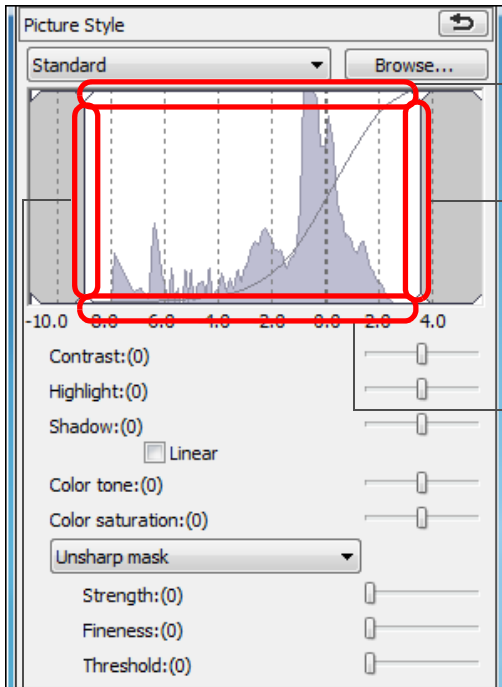 Picture Style
Standard Browse...
-10.0 -8.0 -6.0 -4.0 -2.0 0.0 2.0 4.0
Contrast:(0)
Highlight:(0)
Shadow:(0)
Linear
Color tone:(0)
Color saturation:(0)
Unsharp mask
Strength:(0)
Fineness:(0)
Threshold:(0)